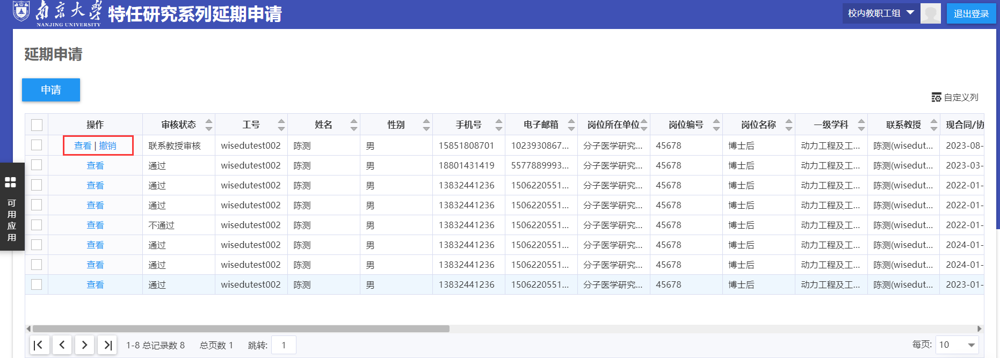 南京大学 特任研究系列延期申请 校内教职工组 退出登录
NANJING UNIVERSITY
延期申请
申请
自定义列
操作 审核状态 工号 姓名 性别 手机号 电子邮箱 岗位所在单位 岗位编号 岗位名称 一级学科 联系教授 现合同/协
查看 | 撤销 联系教授审核 wisedutest002 陈测 男 15851808701 1023930867... 分子医学研究... 45678 博士后 动力工程及工... 陈测(wisedut... 2023-08-
查看 通过 wisedutest002 陈测 男 18801431419 5577889993... 分子医学研究... 45678 博士后 动力工程及工... 陈测(wisedut... 2023-03-
查看 通过 wisedutest002 陈测 男 13832441236 1506220551... 分子医学研究... 45678 博士后 动力工程及工... 陈测(wisedut... 2022-01-
查看 通过 wisedutest002 陈测 男 13832441236 1506220551... 分子医学研究... 45678 博士后 动力工程及工... 陈测(wisedut... 2022-01-
查看 不通过 wisedutest002 陈测 男 13832441236 1506220551... 分子医学研究... 45678 博士后 动力工程及工... 陈测(wisedut... 2022-01-
查看 通过 wisedutest002 陈测 男 13832441236 1506220551... 分子医学研究... 45678 博士后 动力工程及工... 陈测(wisedut... 2024-01-
查看 通过 wisedutest002 陈测 男 13832441236 1506220551... 分子医学研究... 45678 博士后 动力工程及工... 陈测(wisedut... 2024-01-
查看 通过 wisedutest002 陈测 男 13832441236 1506220551... 分子医学研究... 45678 博士后 动力工程及工... 陈测(wisedut... 2023-01-
可用应用
1-8 总记录数 8 总页数 1 跳转: 1 每页: 10